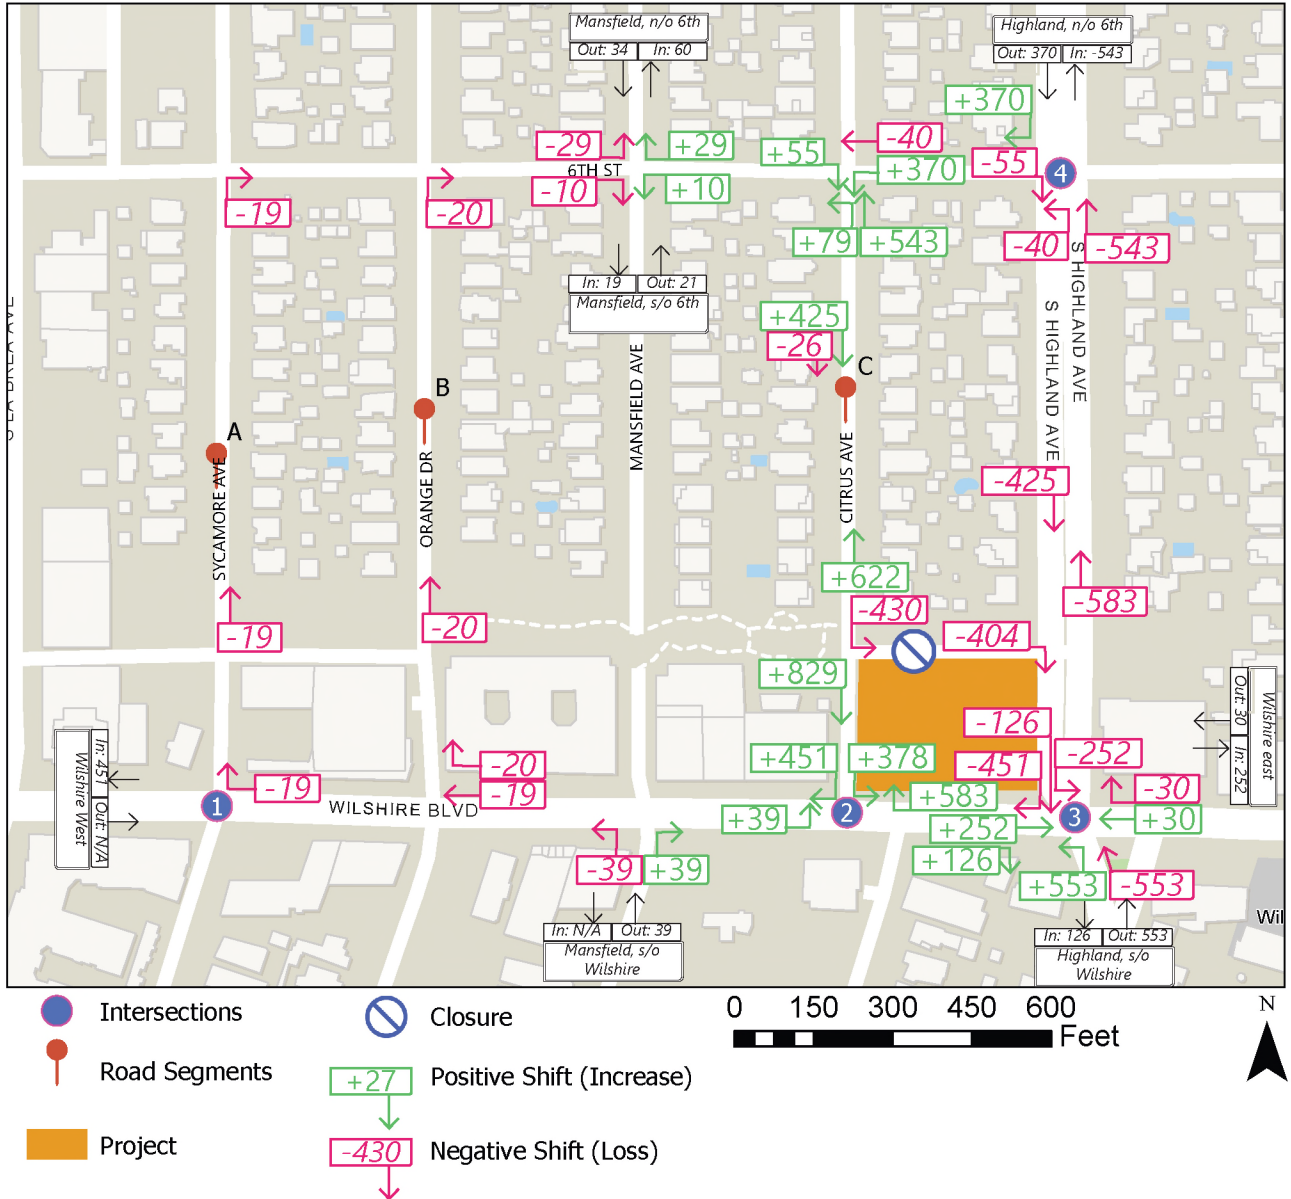 Mansfield, n/o 6th
Out: 34
In: 60
Highland, n/o 6th
Out: 370
In: -543
+370
-29
+29
+55
-40
6TH ST
-55
+370
4
-10
+10
-19
-20
+79
+543
-40
-543
S HIGHLAND AVE
In: 19
Out: 21
Mansfield, s/o 6th
+425
-26
S HIGHLAND AVE
S LA BREA AVE
MANSFIELD AVE
C
B
A
CITRUS AVE
ORANGE DR
SYCAMORE AVE
-425
+622
-583
-430
-19
-20
-404
+829
-126
Out: 30
In: 252
Wilshire east
In: 451
Out: N/A
Wilshire West
-20
+451
+378
-451
-252
-19
-19
+583
-30
1
WILSHIRE BLVD
+39
2
+252
3
+30
+126
-39
+39
+553
-553
Wil
In: N/A
Out: 39
Mansfield, s/o
Wilshire
In: 126
Out: 553
Highland, s/o
Wilshire
Intersections
Road Segments
Project
Closure
+27
Positive Shift (Increase)
-430
Negative Shift (Loss)
0 150 300 450 600
Feet
N